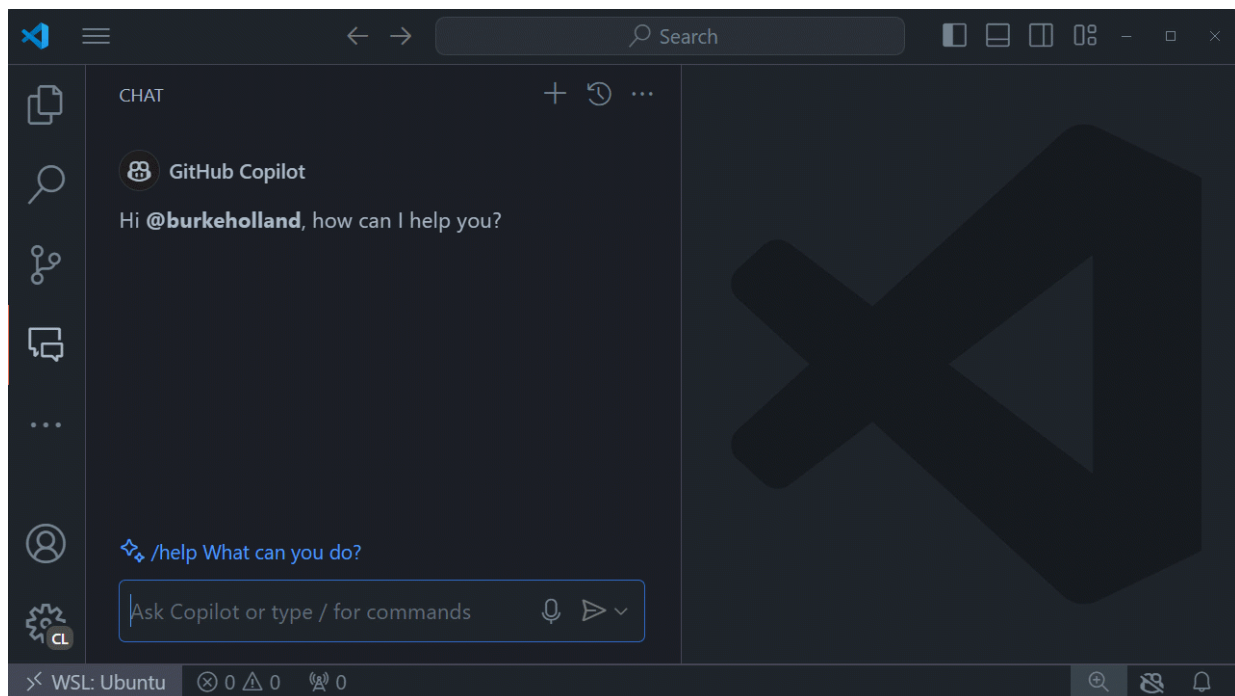 Search
CHAT
GitHub Copilot
Hi @burkeholland, how can I help you?
/help What can you do?
Ask Copilot or type / for commands
CL
WSL: Ubuntu 0 0 0